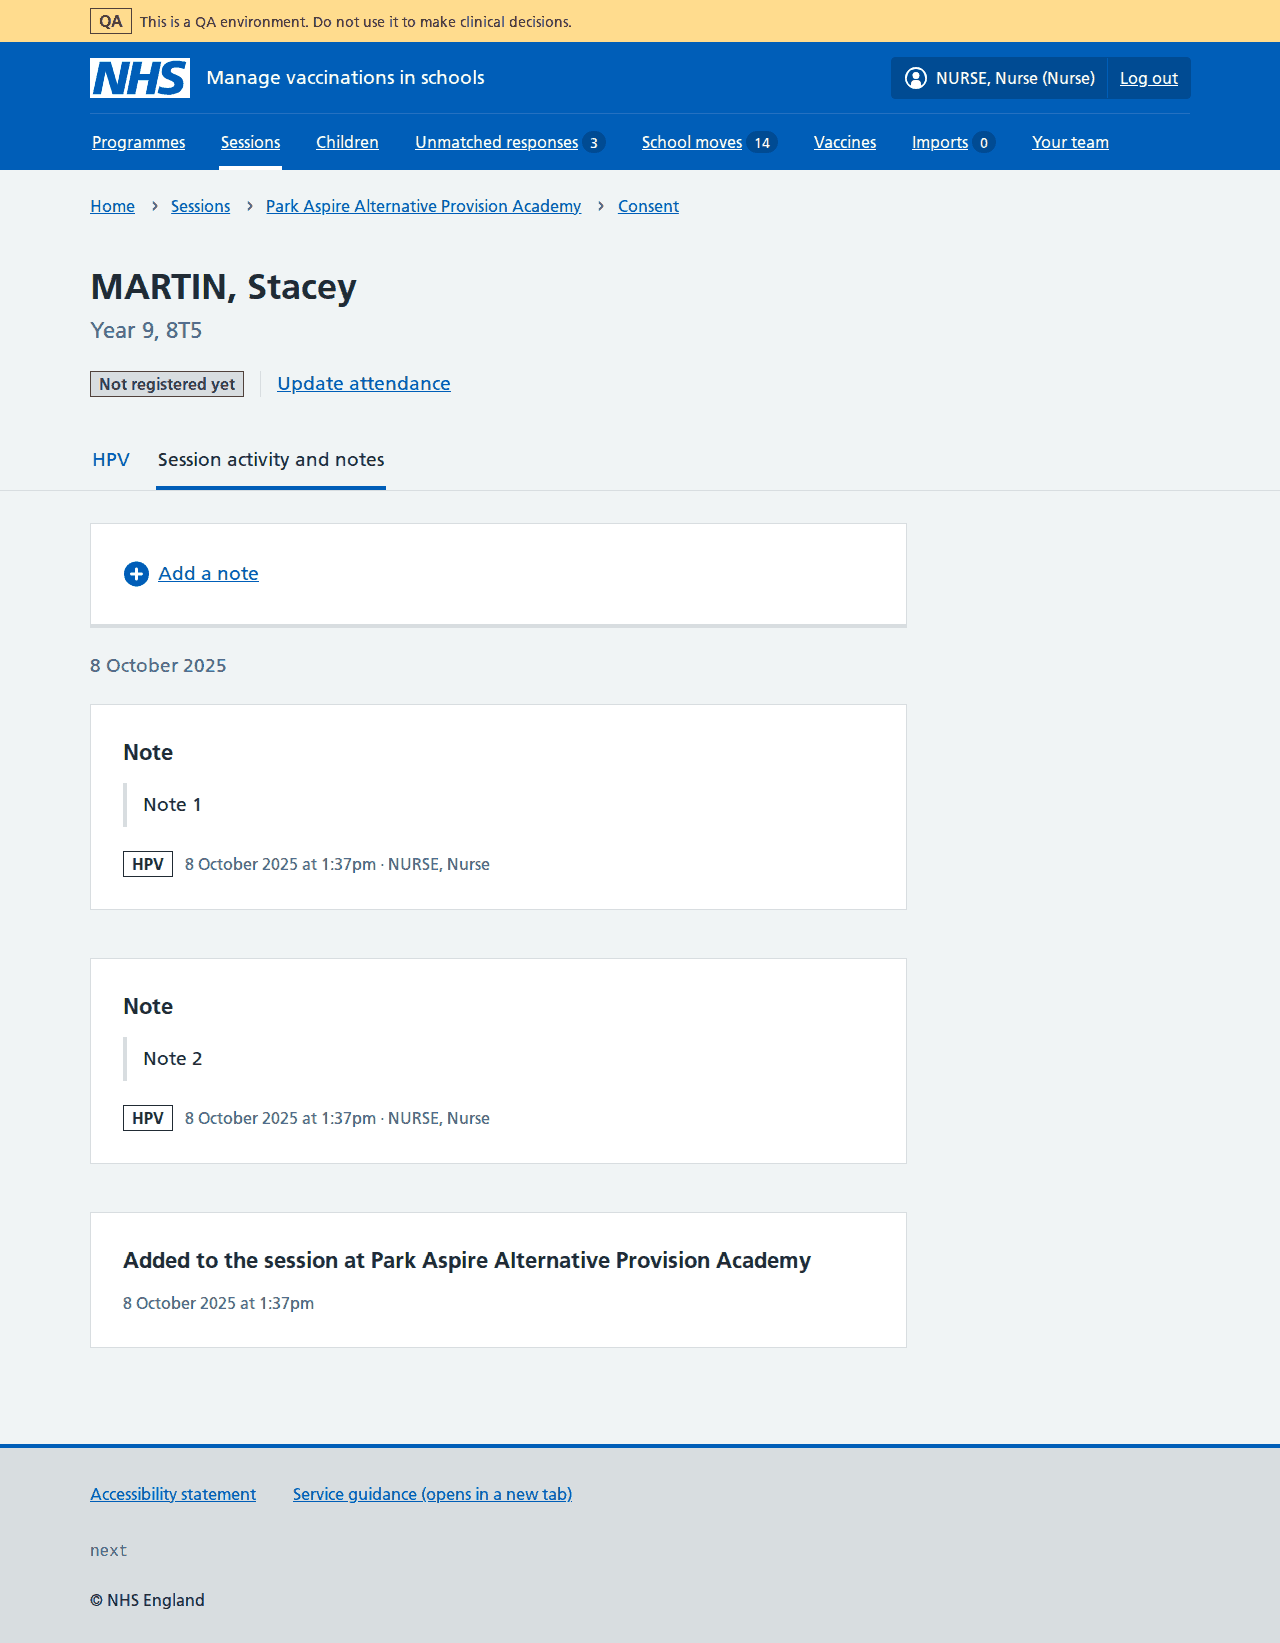 QA This is a QA environment. Do not use it to make clinical decisions.
NHS Manage vaccinations in schools NURSE, Nurse (Nurse) Log out
Programmes Sessions Children Unmatched responses 3 School moves 14 Vaccines Imports 0 Your team
Home › Sessions › Park Aspire Alternative Provision Academy › Consent
MARTIN, Stacey
Year 9, 8T5
Not registered yet Update attendance
HPV Session activity and notes
Add a note
8 October 2025
Note
Note 1
HPV 8 October 2025 at 1:37pm · NURSE, Nurse
Note
Note 2
HPV 8 October 2025 at 1:37pm · NURSE, Nurse
Added to the session at Park Aspire Alternative Provision Academy
8 October 2025 at 1:37pm
Accessibility statement Service guidance (opens in a new tab)
next
© NHS England